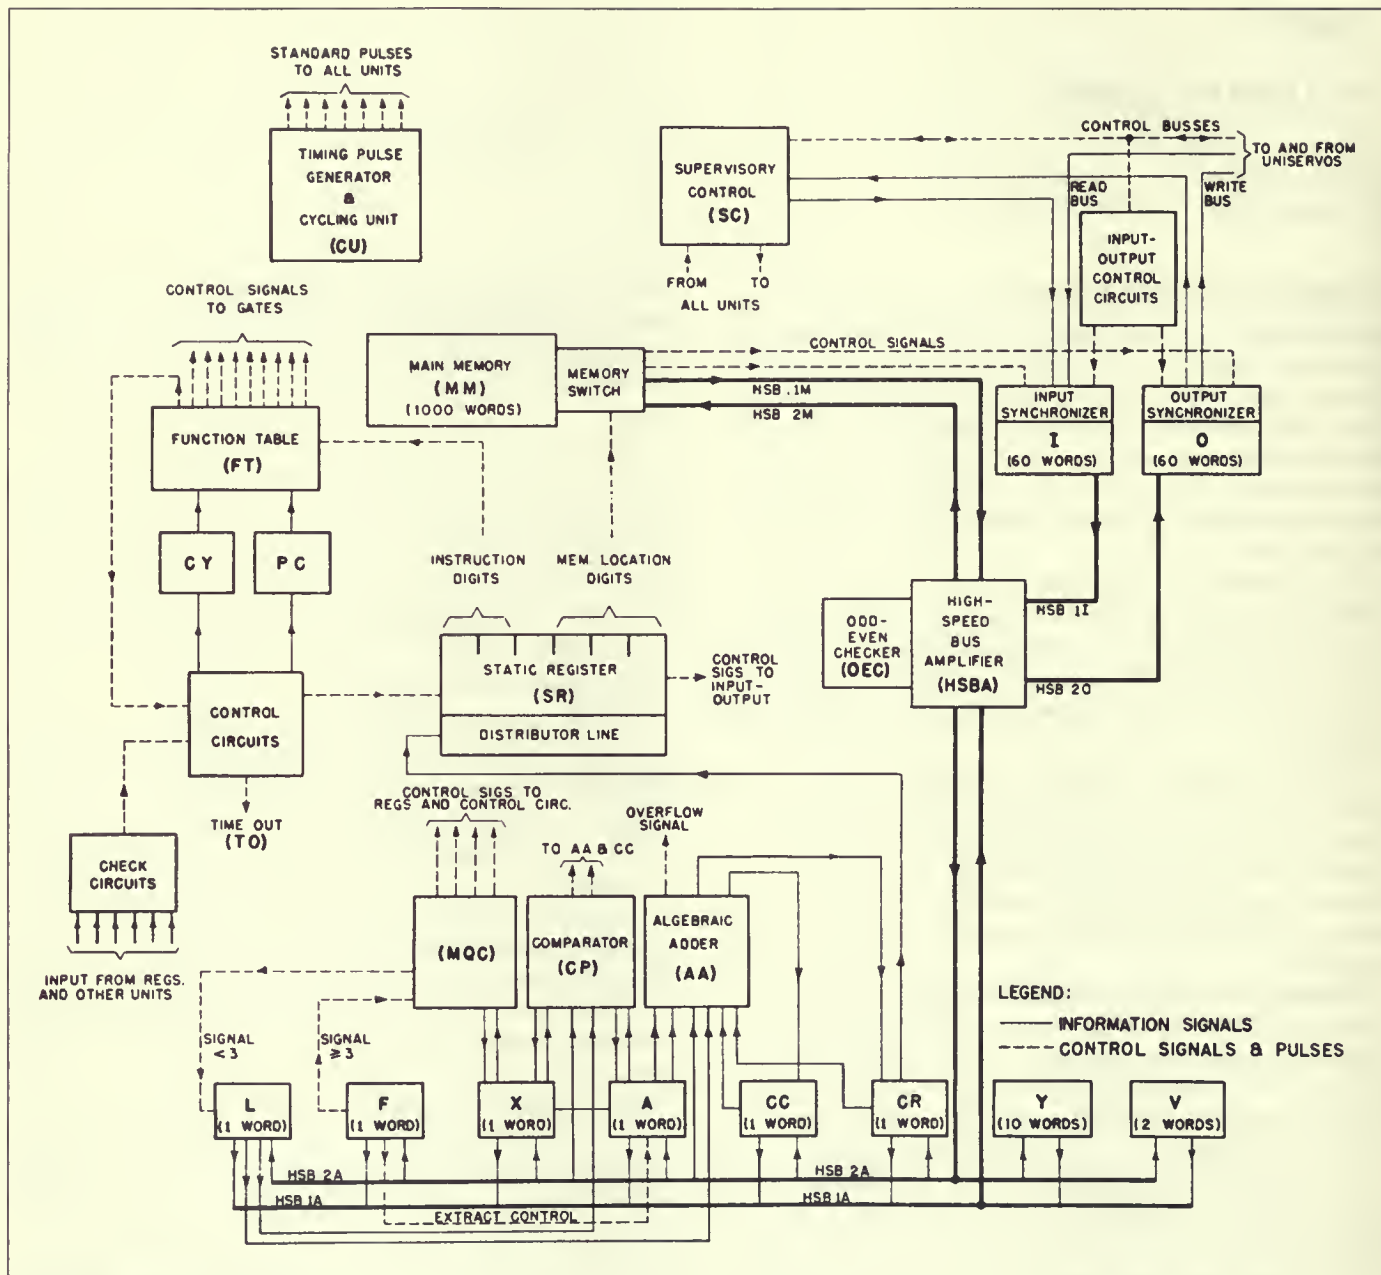 STANDARD PULSES
TO ALL UNITS
TIMING PULSE
GENERATOR
&
CYCLING UNIT
(CU)
SUPERVISORY
CONTROL
(SC)
FROM TO
ALL UNITS
CONTROL BUSSES
TO AND FROM
UNISERVOS
READ
BUS
WRITE
BUS
INPUT-
OUTPUT
CONTROL
CIRCUITS
CONTROL SIGNALS
TO GATES
FUNCTION TABLE
(FT)
CY
PC
MAIN MEMORY
(MM)
(1000 WORDS)
MEMORY
SWITCH
CONTROL SIGNALS
HSB 1M
HSB 2M
INPUT
SYNCHRONIZER
I
(60 WORDS)
OUTPUT
SYNCHRONIZER
O
(60 WORDS)
INSTRUCTION
DIGITS
MEM. LOCATION
DIGITS
STATIC REGISTER
(SR)
DISTRIBUTOR LINE
CONTROL
SIGS TO
INPUT-
OUTPUT
ODD-
EVEN
CHECKER
(OEC)
HIGH-
SPEED
BUS
AMPLIFIER
(HSBA)
HSB 1I
HSB 2O
CONTROL
CIRCUITS
TIME OUT
(TO)
CHECK
CIRCUITS
INPUT FROM REGS.
AND OTHER UNITS
CONTROL SIGS TO
REGS AND CONTROL CIRC.
(MQC)
TO AA & CC
COMPARATOR
(CP)
OVERFLOW
SIGNAL
ALGEBRAIC
ADDER
(AA)
SIGNAL
< 3
SIGNAL
≥ 3
LEGEND:
INFORMATION SIGNALS
CONTROL SIGNALS & PULSES
L
(1 WORD)
F
(1 WORD)
X
(1 WORD)
A
(1 WORD)
CC
(1 WORD)
CR
(1 WORD)
Y
(10 WORDS)
V
(2 WORDS)
HSB 2A
HSB 2A
HSB 1A
HSB 1A
EXTRACT CONTROL